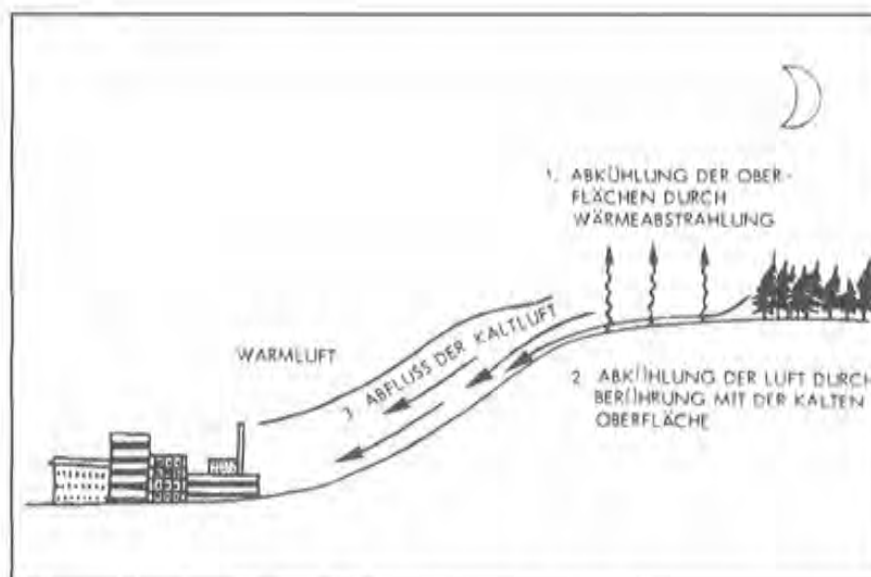 1. ABKÜHLUNG DER OBER-
FLÄCHEN DURCH
WÄRMEABSTRAHLUNG
WARMLUFT
3. ABFLUSS DER KALTLUFT
2 ABKÜHLUNG DER LUFT DURCH
BERÜHRUNG MIT DER KALTEN
OBERFLÄCHE